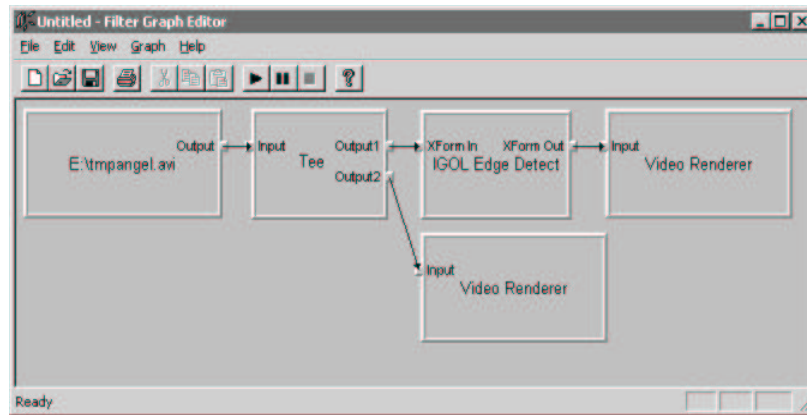 Untitled - Filter Graph Editor
File Edit View Graph Help
E:\tmpangel.avi
Output
Input
Tee
Output1
Output2
XForm In
XForm Out
IGOL Edge Detect
Input
Video Renderer
Input
Video Renderer
Ready